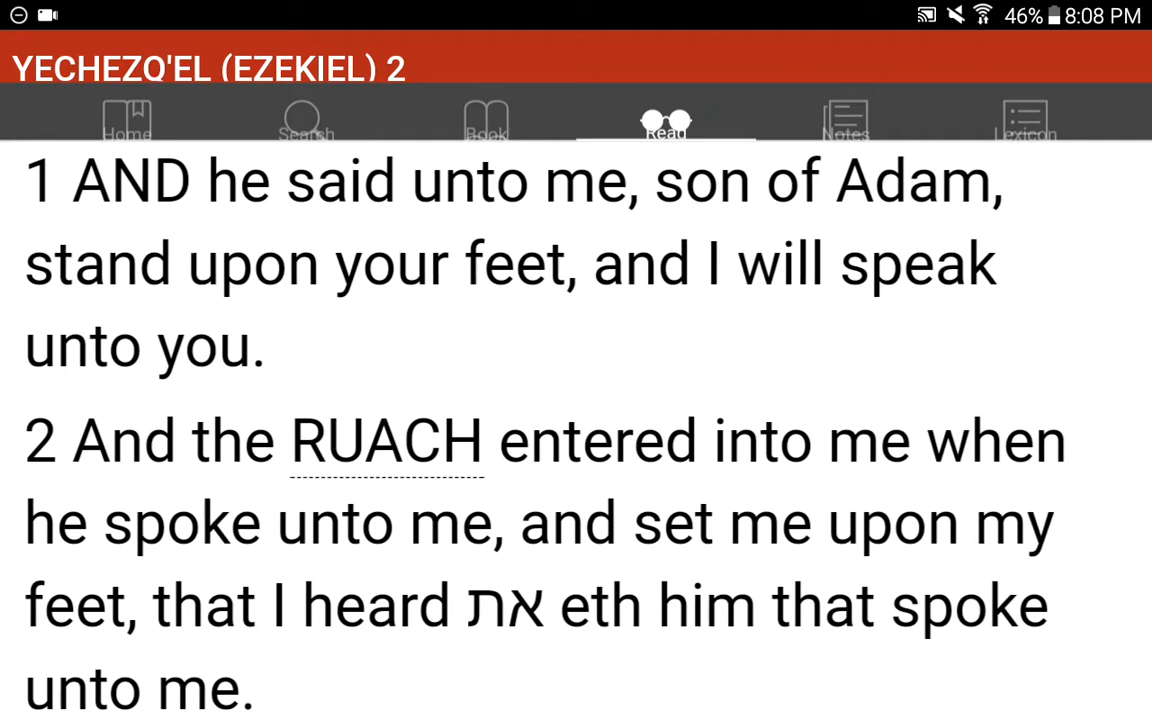 46% 8:08 PM
YECHEZQ'EL (EZEKIEL) 2
Home Search Book Read Notes Lexicon
1 AND he said unto me, son of Adam,
stand upon your feet, and I will speak
unto you.
2 And the RUACH entered into me when
he spoke unto me, and set me upon my
feet, that I heard את eth him that spoke
unto me.